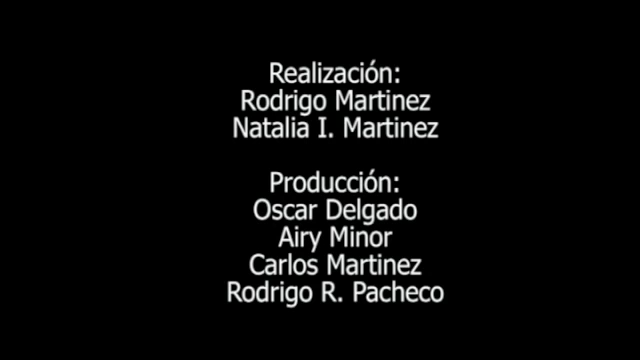 Realización:
Rodrigo Martinez
Natalia I. Martinez
Producción:
Oscar Delgado
Airy Minor
Carlos Martinez
Rodrigo R. Pacheco